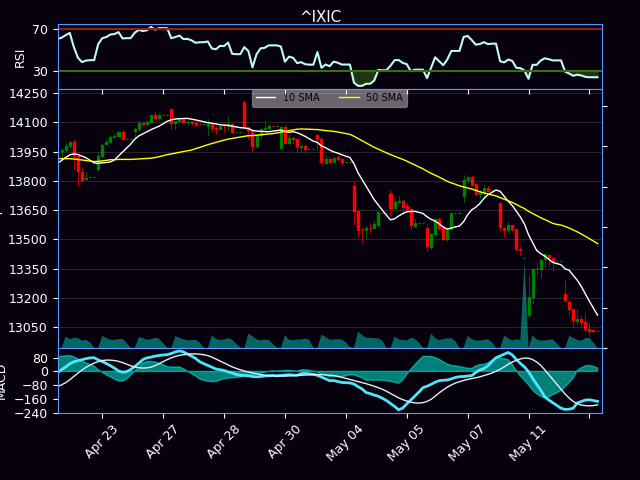 ^IXIC
70
30
RSI
14250
14100
13950
13800
13650
13500
13350
13200
13050
10 SMA
50 SMA
80
0
−80
−160
−240
MACD
Apr 23
Apr 27
Apr 28
Apr 30
May 04
May 05
May 07
May 11